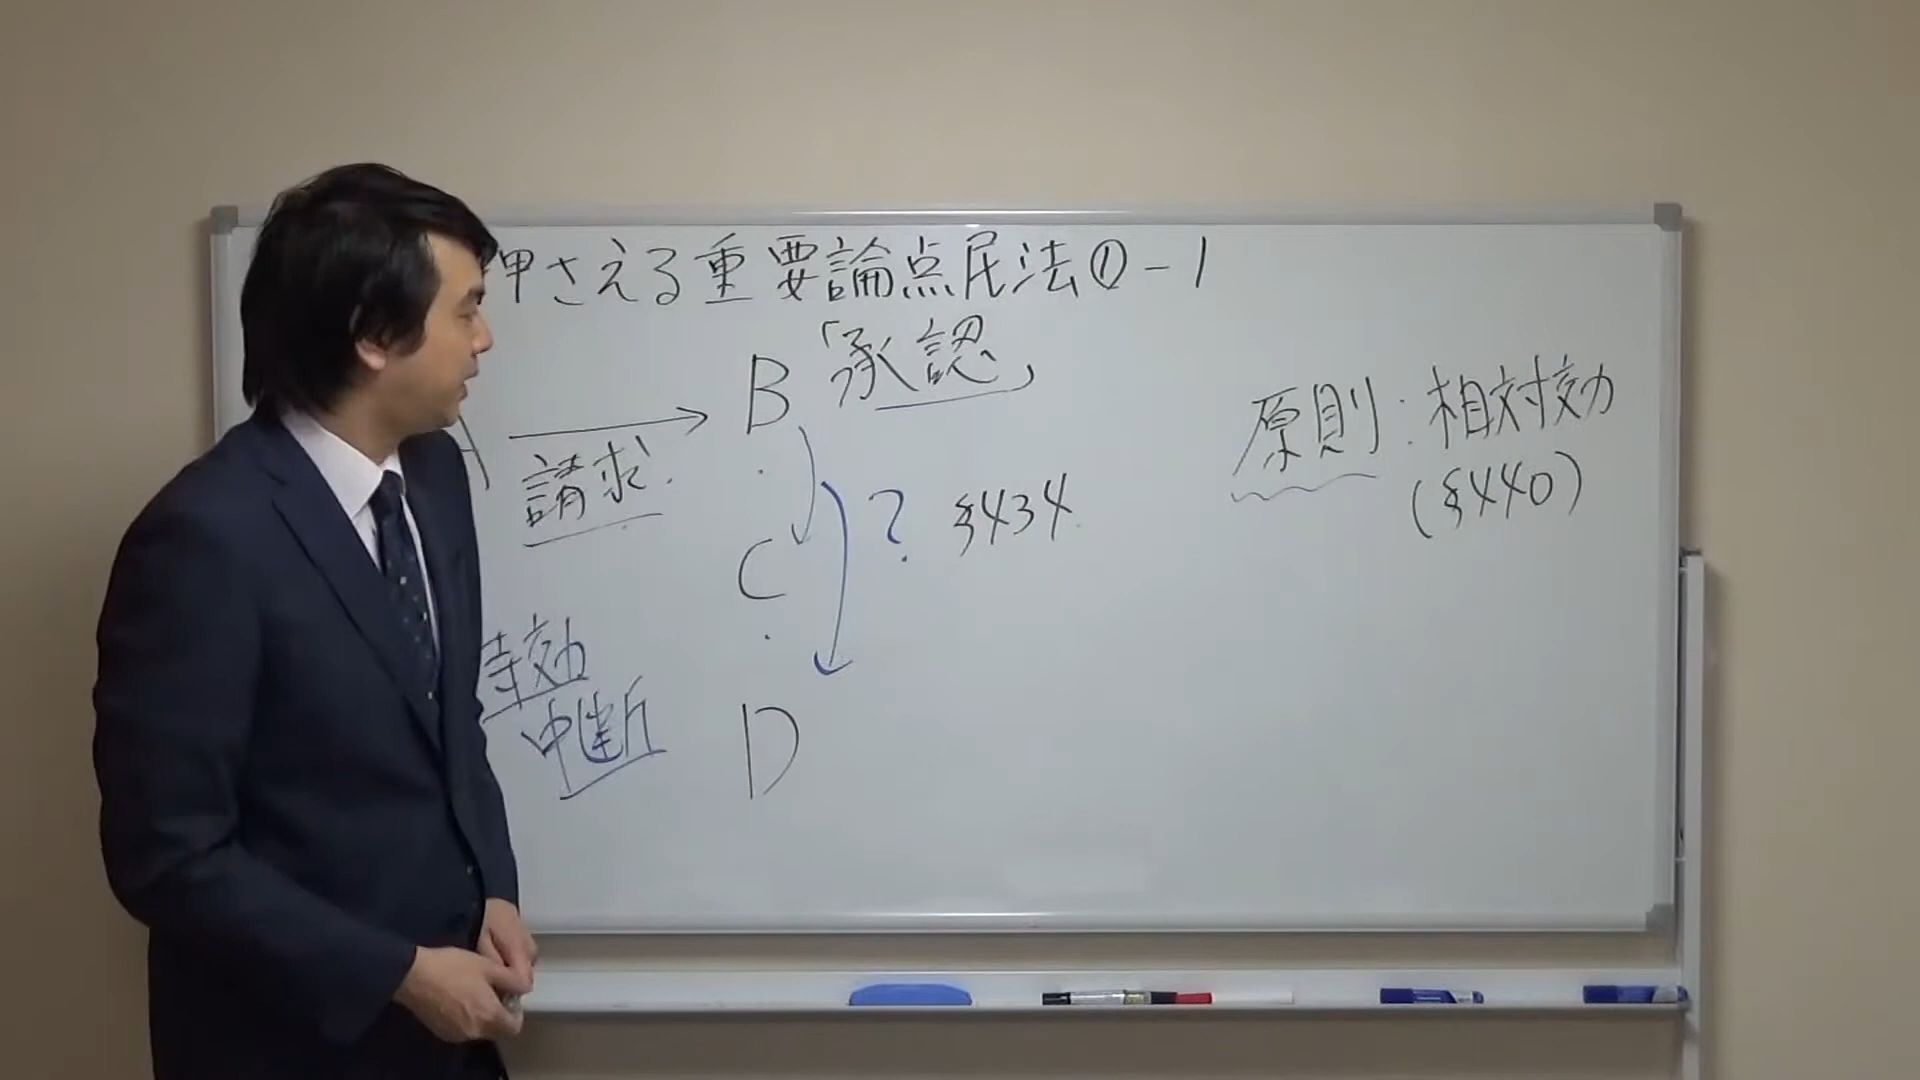 押さえる重要論点民法①-1
B「承認」
A
請求.
原則:相対効
(§440)
? §434
C
時効
中断
D